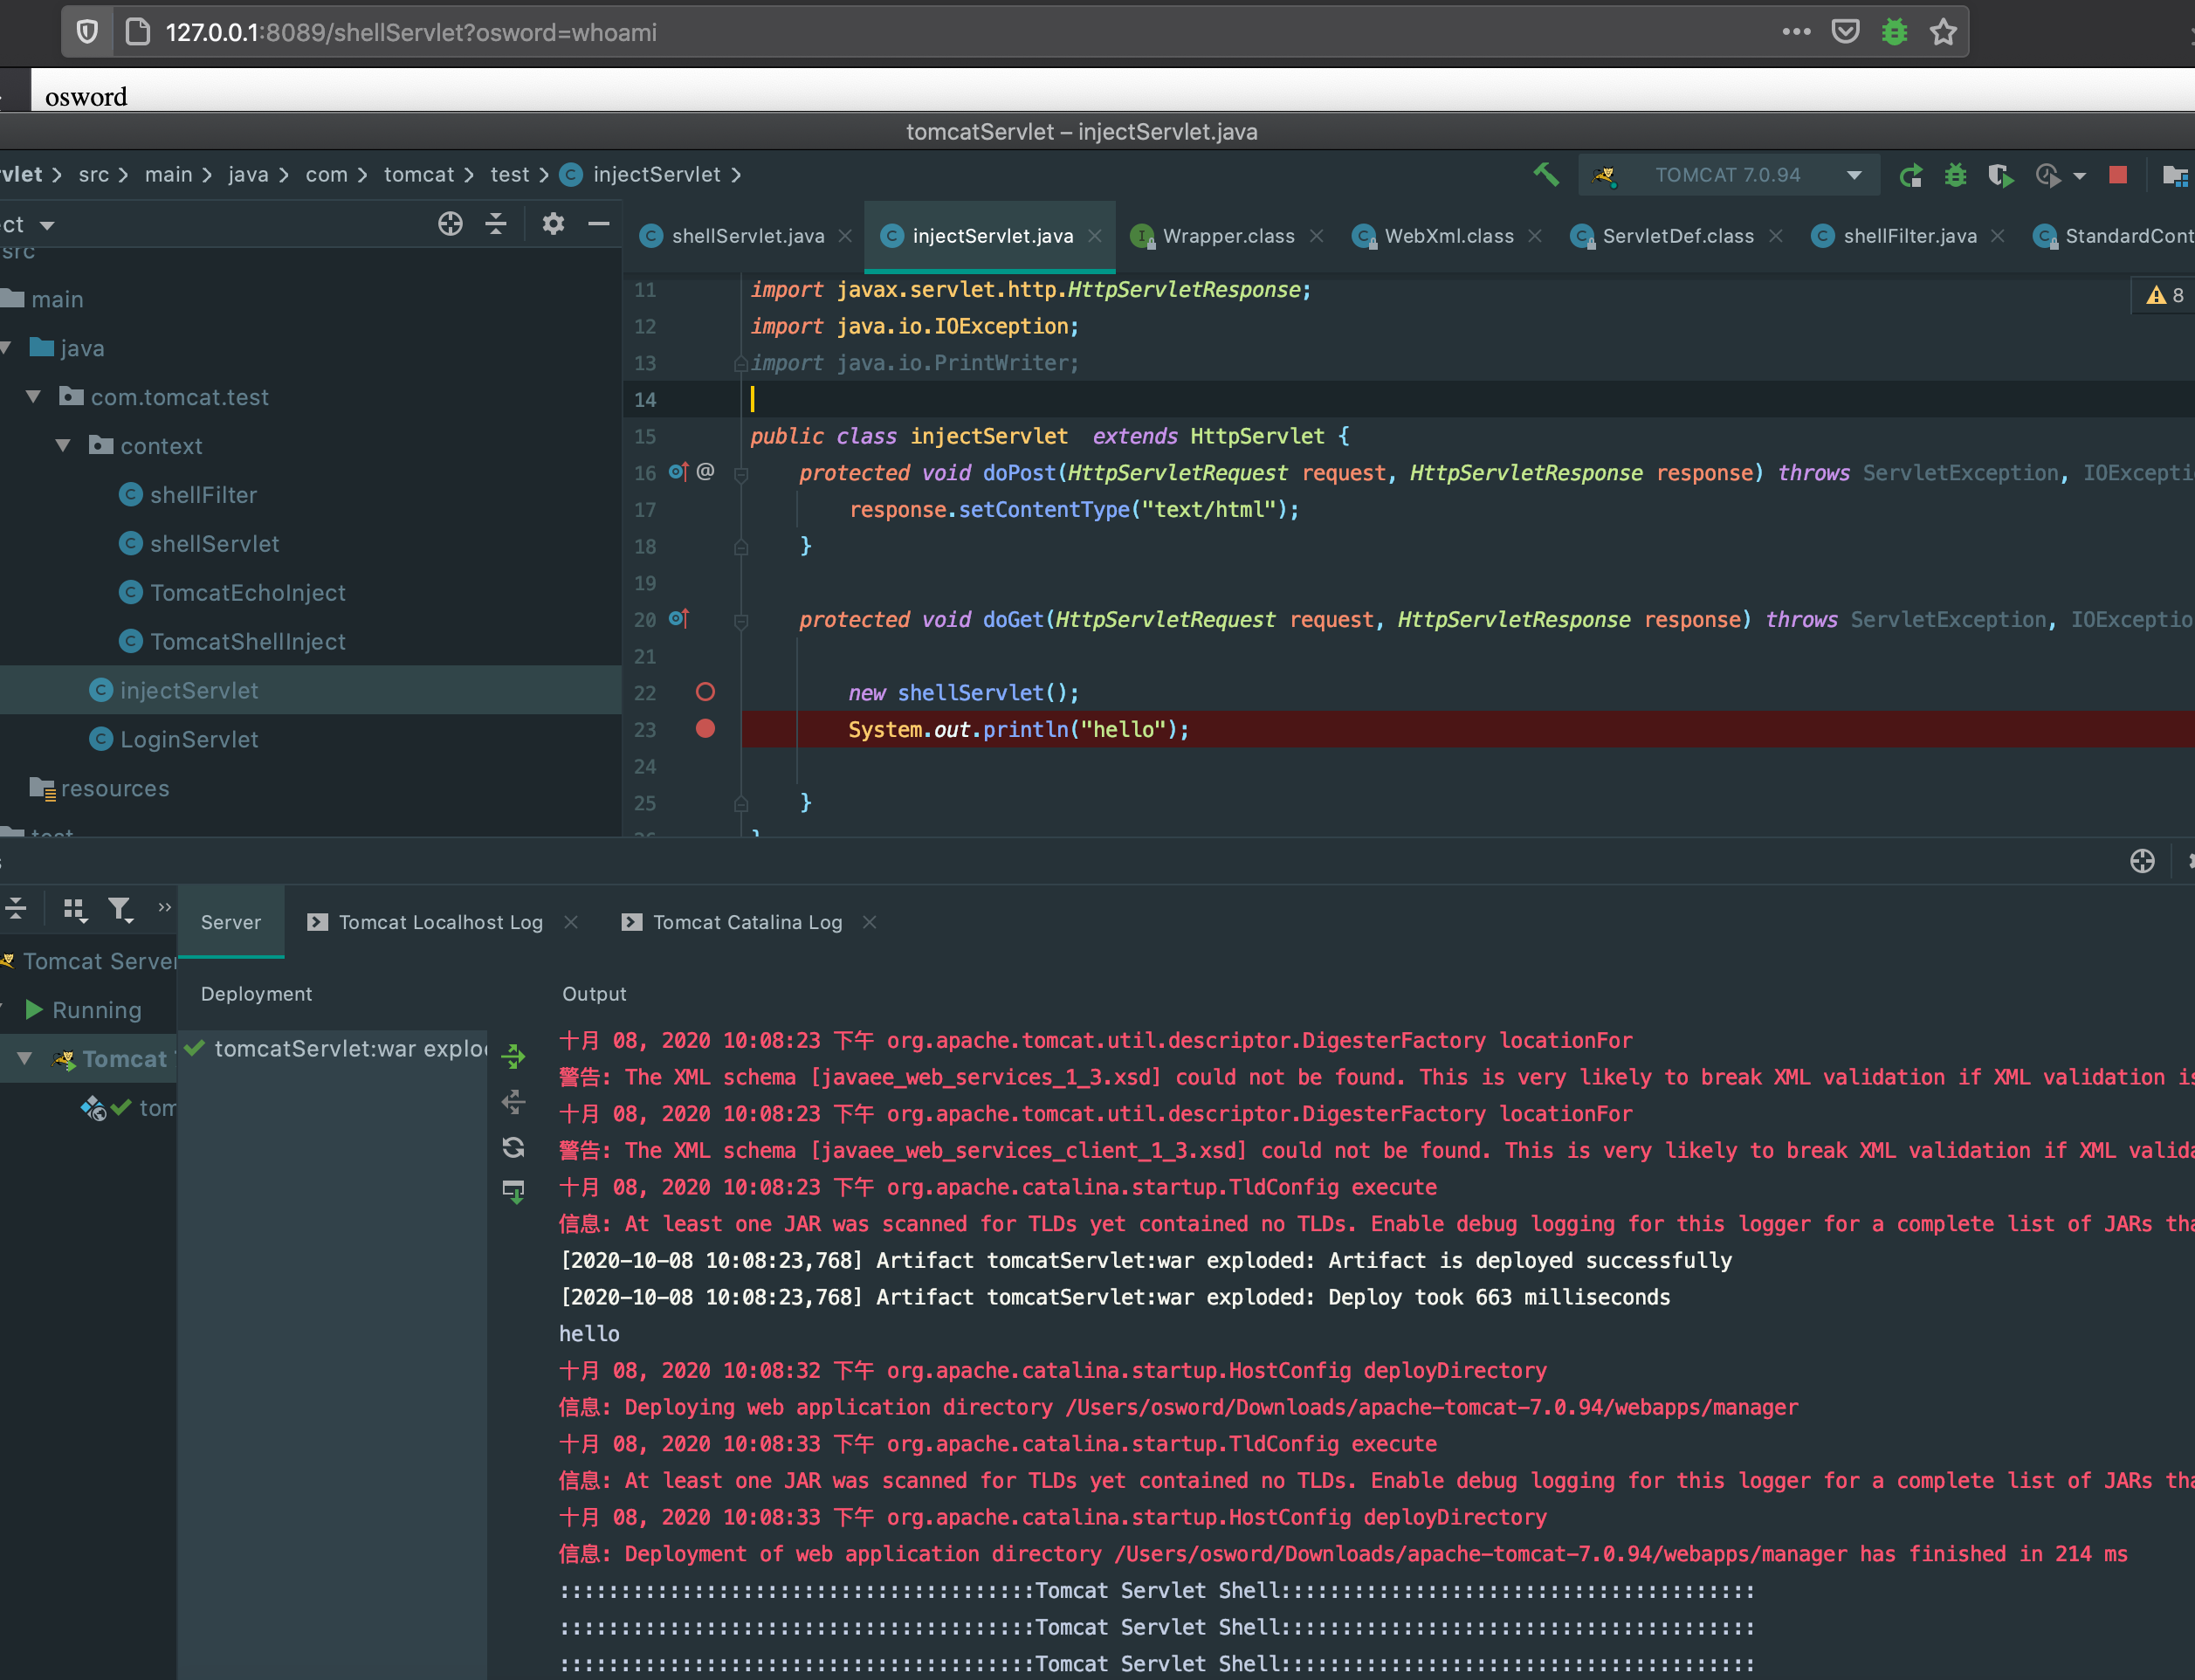 127.0.0.1:8089/shellServlet?osword=whoami
osword
tomcatServlet – injectServlet.java
vlet > src > main > java > com > tomcat > test > injectServlet >
TOMCAT 7.0.94
ct
shellServlet.java
injectServlet.java
Wrapper.class
WebXml.class
ServletDef.class
shellFilter.java
StandardCont
src
main
java
com.tomcat.test
context
shellFilter
shellServlet
TomcatEchoInject
TomcatShellInject
injectServlet
LoginServlet
resources
test
8
11 import javax.servlet.http.HttpServletResponse;
12 import java.io.IOException;
13 import java.io.PrintWriter;
14
15 public class injectServlet  extends HttpServlet {
16 @ protected void doPost(HttpServletRequest request, HttpServletResponse response) throws ServletException, IOExcepti
17 response.setContentType("text/html");
18 }
19
20 protected void doGet(HttpServletRequest request, HttpServletResponse response) throws ServletException, IOExceptio
21
22 new shellServlet();
23 System.out.println("hello");
24
25 }
26 }
Server
Tomcat Localhost Log
Tomcat Catalina Log
Tomcat Server
Running
Tomcat
tom
Deployment
Output
tomcatServlet:war explo
十月 08, 2020 10:08:23 下午 org.apache.tomcat.util.descriptor.DigesterFactory locationFor
警告: The XML schema [javaee_web_services_1_3.xsd] could not be found. This is very likely to break XML validation if XML validation is
十月 08, 2020 10:08:23 下午 org.apache.tomcat.util.descriptor.DigesterFactory locationFor
警告: The XML schema [javaee_web_services_client_1_3.xsd] could not be found. This is very likely to break XML validation if XML valida
十月 08, 2020 10:08:23 下午 org.apache.catalina.startup.TldConfig execute
信息: At least one JAR was scanned for TLDs yet contained no TLDs. Enable debug logging for this logger for a complete list of JARs tha
[2020-10-08 10:08:23,768] Artifact tomcatServlet:war exploded: Artifact is deployed successfully
[2020-10-08 10:08:23,768] Artifact tomcatServlet:war exploded: Deploy took 663 milliseconds
hello
十月 08, 2020 10:08:32 下午 org.apache.catalina.startup.HostConfig deployDirectory
信息: Deploying web application directory /Users/osword/Downloads/apache-tomcat-7.0.94/webapps/manager
十月 08, 2020 10:08:33 下午 org.apache.catalina.startup.TldConfig execute
信息: At least one JAR was scanned for TLDs yet contained no TLDs. Enable debug logging for this logger for a complete list of JARs tha
十月 08, 2020 10:08:33 下午 org.apache.catalina.startup.HostConfig deployDirectory
信息: Deployment of web application directory /Users/osword/Downloads/apache-tomcat-7.0.94/webapps/manager has finished in 214 ms
:::::::::::::::::::::::::::::::::::::::Tomcat Servlet Shell:::::::::::::::::::::::::::::::::::::::
:::::::::::::::::::::::::::::::::::::::Tomcat Servlet Shell:::::::::::::::::::::::::::::::::::::::
:::::::::::::::::::::::::::::::::::::::Tomcat Servlet Shell:::::::::::::::::::::::::::::::::::::::